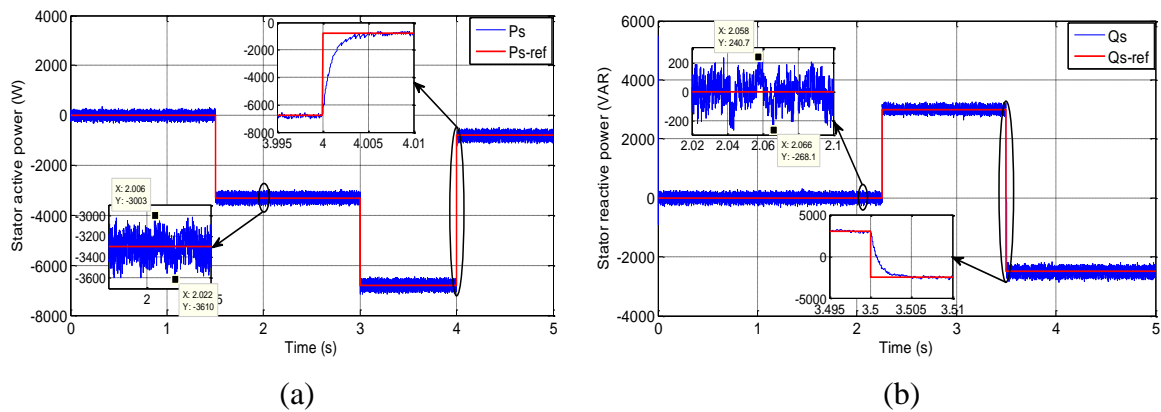 4000
2000
0
-2000
-4000
-6000
-8000
Stator active power (W)
0 1 2 3 4 5
Time (s)
Ps
Ps-ref
0
-2000
-4000
-6000
-8000
3.995 4 4.005 4.01
X: 2.006
Y: -3003
-3000
-3200
-3400
-3600
2
5
X: 2.022
Y: -3610
(a)
6000
4000
2000
0
-2000
-4000
Stator reactive power (VAR)
0 1 2 3 4 5
Time (s)
Qs
Qs-ref
X: 2.058
Y: 240.7
200
0
-200
2.02 2.04 2.06 2.1
X: 2.066
Y: -268.1
5000
0
-5000
3.495 3.5 3.505 3.51
(b)